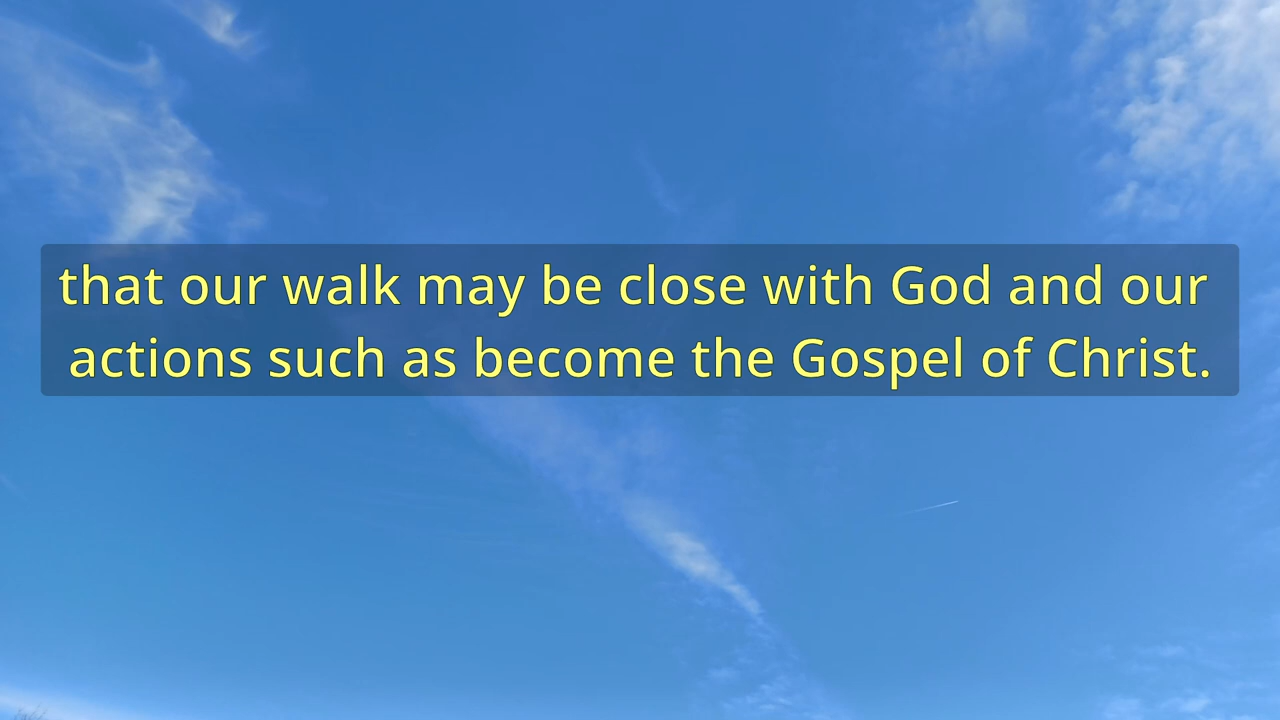 that our walk may be close with God and our
actions such as become the Gospel of Christ.